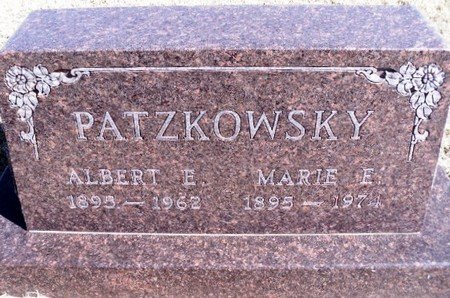 PATZKOWSKY
ALBERT E. MARIE E.
1895 — 1962 1895 — 1974